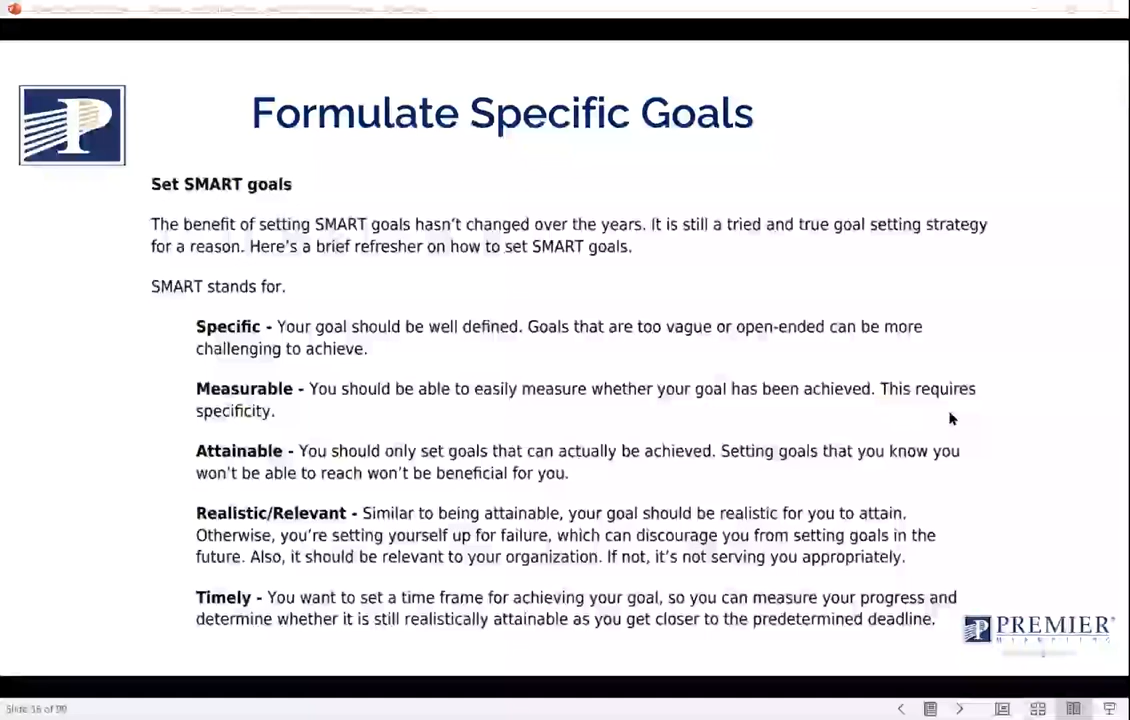 Formulate Specific Goals
Set SMART goals
The benefit of setting SMART goals hasn't changed over the years. It is still a tried and true goal setting strategy
for a reason. Here's a brief refresher on how to set SMART goals.
SMART stands for.
Specific - Your goal should be well defined. Goals that are too vague or open-ended can be more
challenging to achieve.
Measurable - You should be able to easily measure whether your goal has been achieved. This requires
specificity.
Attainable - You should only set goals that can actually be achieved. Setting goals that you know you
won't be able to reach won't be beneficial for you.
Realistic/Relevant - Similar to being attainable, your goal should be realistic for you to attain.
Otherwise, you're setting yourself up for failure, which can discourage you from setting goals in the
future. Also, it should be relevant to your organization. If not, it's not serving you appropriately.
Timely - You want to set a time frame for achieving your goal, so you can measure your progress and
determine whether it is still realistically attainable as you get closer to the predetermined deadline.
P
PREMIER
Slide of